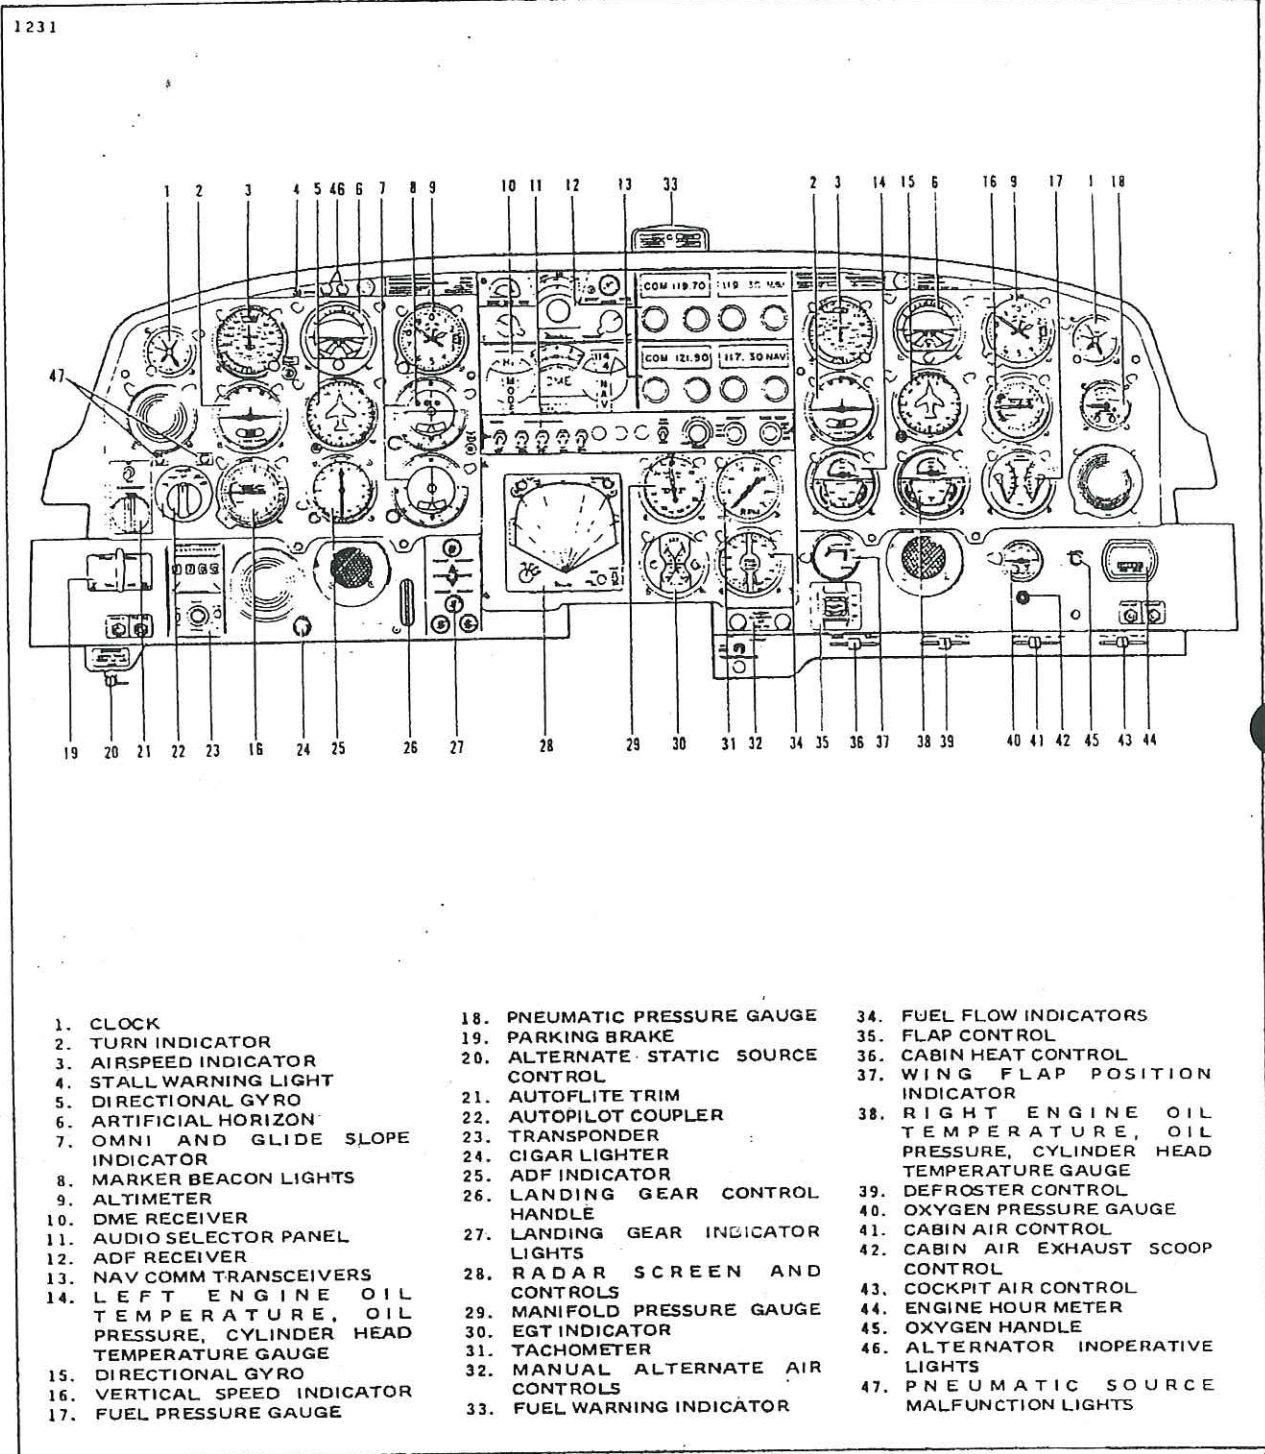 1231
1 2 3 4 5 46 6 7 8 9 10 11 12 13 33 2 3 14 15 6 16 9 17 1 18
COM 119.70
COM 121.90 117.30 NAV
114
DME
MODE
NAV
RPM
47
19 20 21 22 23 16 24 25 26 27 28 29 30 31 32 34 35 36 37 38 39 40 41 42 45 43 44
1. CLOCK
2. TURN INDICATOR
3. AIRSPEED INDICATOR
4. STALL WARNING LIGHT
5. DIRECTIONAL GYRO
6. ARTIFICIAL HORIZON
7. OMNI AND GLIDE SLOPE
INDICATOR
8. MARKER BEACON LIGHTS
9. ALTIMETER
10. DME RECEIVER
11. AUDIO SELECTOR PANEL
12. ADF RECEIVER
13. NAV COMM TRANSCEIVERS
14. LEFT ENGINE OIL
TEMPERATURE, OIL
PRESSURE, CYLINDER HEAD
TEMPERATURE GAUGE
15. DIRECTIONAL GYRO
16. VERTICAL SPEED INDICATOR
17. FUEL PRESSURE GAUGE
18. PNEUMATIC PRESSURE GAUGE
19. PARKING BRAKE
20. ALTERNATE STATIC SOURCE
CONTROL
21. AUTOFLITE TRIM
22. AUTOPILOT COUPLER
23. TRANSPONDER
24. CIGAR LIGHTER
25. ADF INDICATOR
26. LANDING GEAR CONTROL
HANDLE
27. LANDING GEAR INDICATOR
LIGHTS
28. RADAR SCREEN AND
CONTROLS
29. MANIFOLD PRESSURE GAUGE
30. EGT INDICATOR
31. TACHOMETER
32. MANUAL ALTERNATE AIR
CONTROLS
33. FUEL WARNING INDICATOR
34. FUEL FLOW INDICATORS
35. FLAP CONTROL
36. CABIN HEAT CONTROL
37. WING FLAP POSITION
INDICATOR
38. RIGHT ENGINE OIL
TEMPERATURE, OIL
PRESSURE, CYLINDER HEAD
TEMPERATURE GAUGE
39. DEFROSTER CONTROL
40. OXYGEN PRESSURE GAUGE
41. CABIN AIR CONTROL
42. CABIN AIR EXHAUST SCOOP
CONTROL
43. COCKPIT AIR CONTROL
44. ENGINE HOUR METER
45. OXYGEN HANDLE
46. ALTERNATOR INOPERATIVE
LIGHTS
47. PNEUMATIC SOURCE
MALFUNCTION LIGHTS